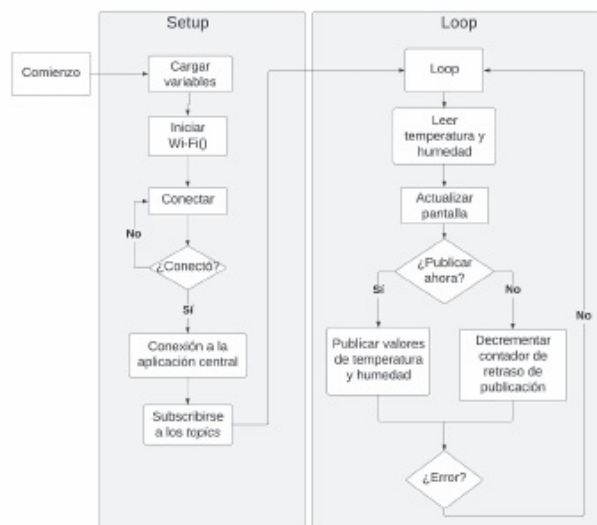 Setup
Comienzo
Cargar
variables
Iniciar
Wi-Fi()
Conectar
No
¿Conectó?
Sí
Conexión a la
aplicación central
Subscribirse
a los topics
Loop
Loop
Leer
temperatura y
humedad
Actualizar
pantalla
¿Publicar
ahora?
Sí
No
Publicar valores
de temperatura
y humedad
Decrementar
contador de
retraso de
publicación
No
¿Error?